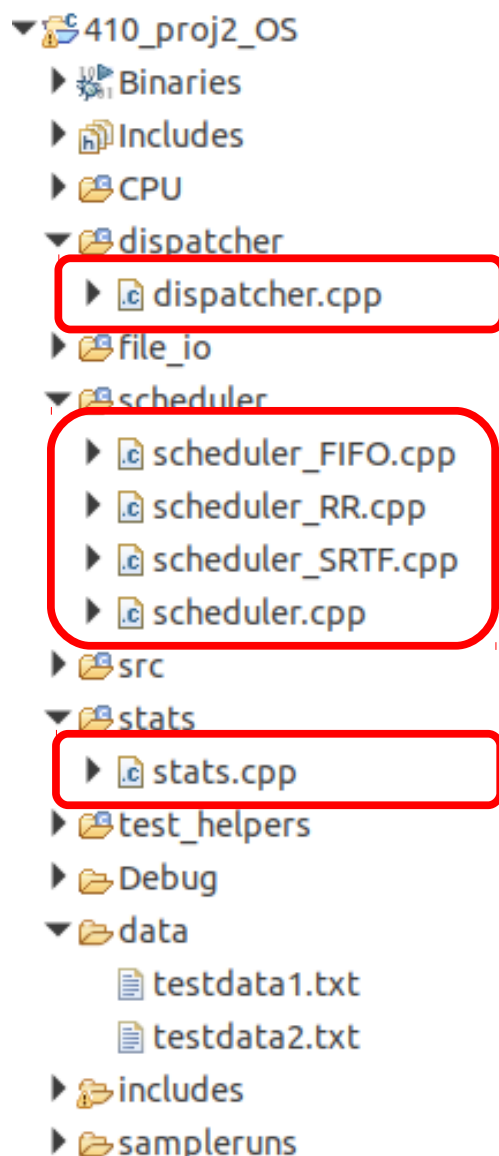 410_proj2_OS
Binaries
Includes
CPU
dispatcher
dispatcher.cpp
file_io
scheduler
scheduler_FIFO.cpp
scheduler_RR.cpp
scheduler_SRTF.cpp
scheduler.cpp
src
stats
stats.cpp
test_helpers
Debug
data
testdata1.txt
testdata2.txt
includes
sampleruns